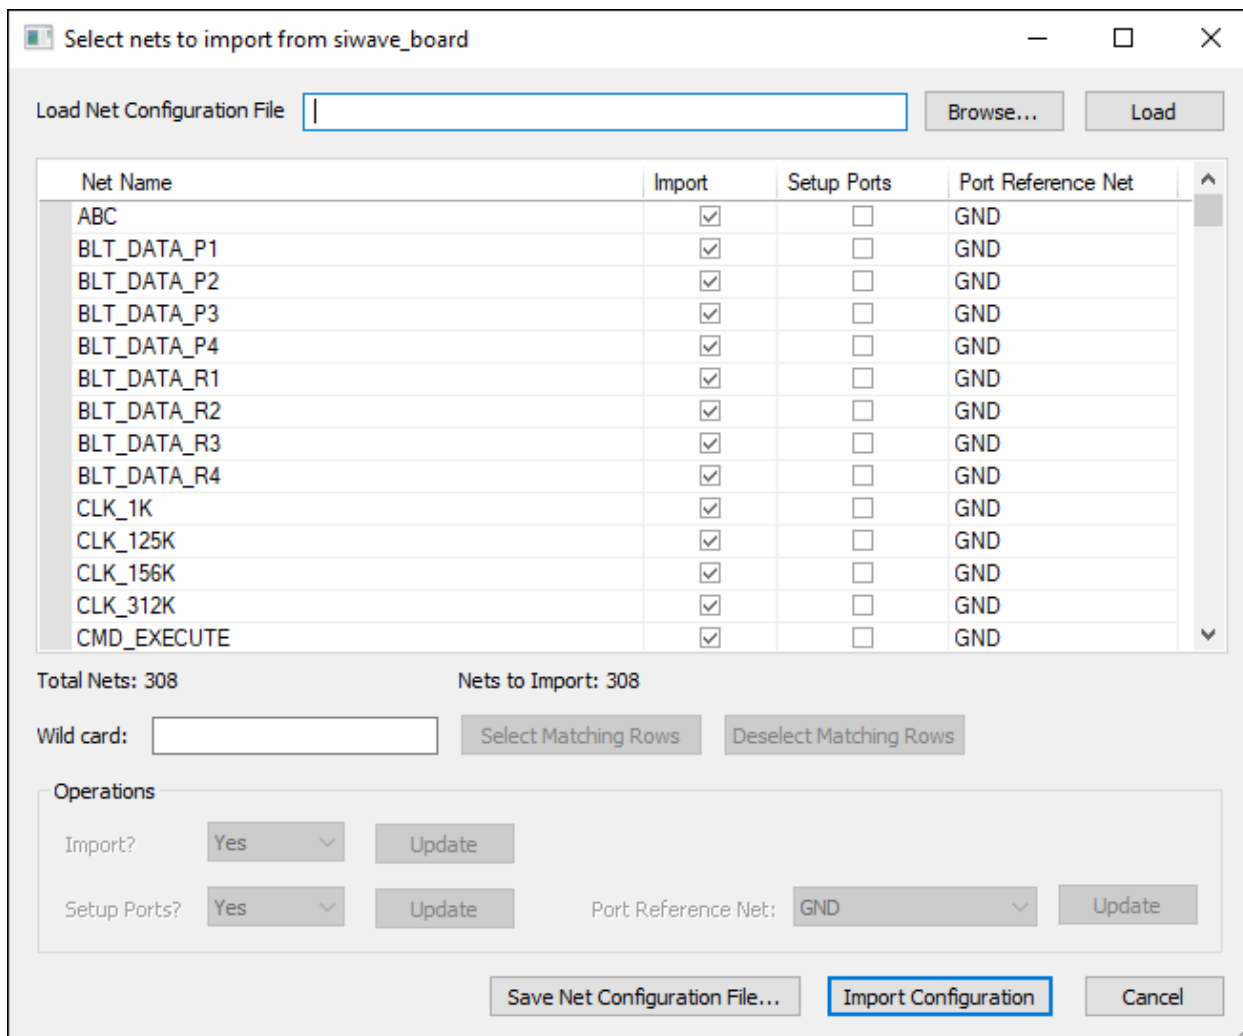 Select nets to import from siwave_board
Load Net Configuration File Browse... Load
Net Name Import Setup Ports Port Reference Net
ABC GND
BLT_DATA_P1 GND
BLT_DATA_P2 GND
BLT_DATA_P3 GND
BLT_DATA_P4 GND
BLT_DATA_R1 GND
BLT_DATA_R2 GND
BLT_DATA_R3 GND
BLT_DATA_R4 GND
CLK_1K GND
CLK_125K GND
CLK_156K GND
CLK_312K GND
CMD_EXECUTE GND
Total Nets: 308 Nets to Import: 308
Wild card: Select Matching Rows Deselect Matching Rows
Operations
Import? Yes Update
Setup Ports? Yes Update Port Reference Net: GND Update
Save Net Configuration File... Import Configuration Cancel